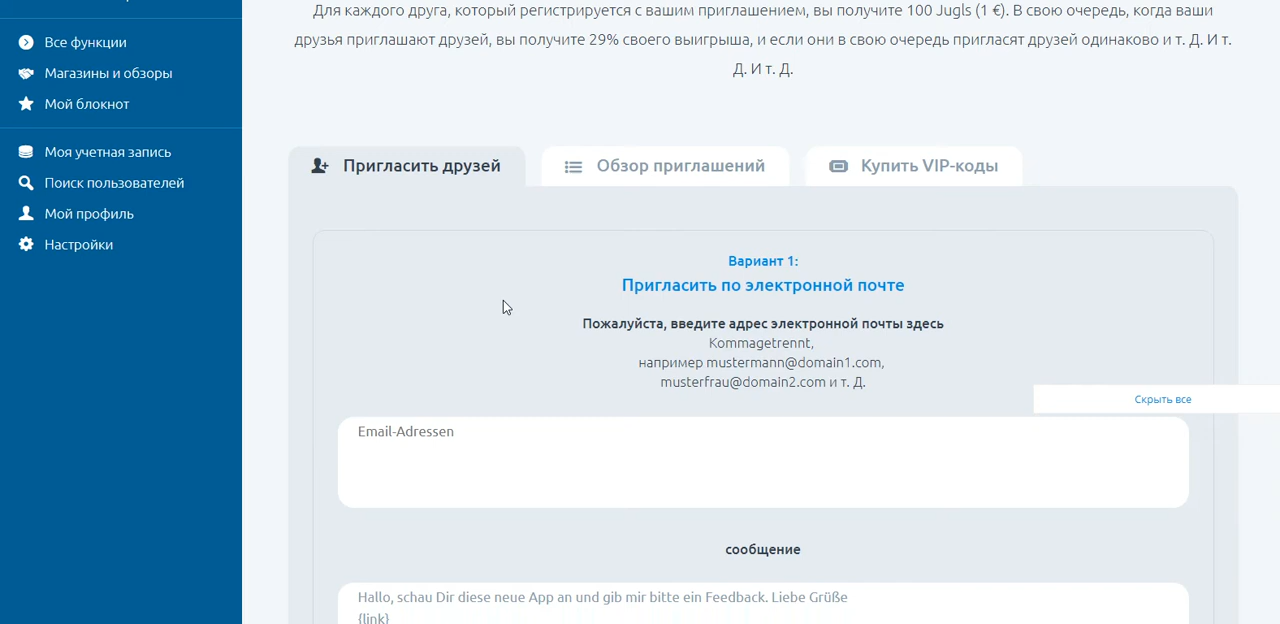 Для каждого друга, который регистрируется с вашим приглашением, вы получите 100 Jugls (1 €). В свою очередь, когда ваши
друзья приглашают друзей, вы получите 29% своего выигрыша, и если они в свою очередь пригласят друзей одинаково и т. Д. И т.
Д. И т. Д.
Все функции
Магазины и обзоры
Мой блокнот
Моя учетная запись
Поиск пользователей
Мой профиль
Настройки
Пригласить друзей
Обзор приглашений
Купить VIP-коды
Вариант 1:
Пригласить по электронной почте
Пожалуйста, введите адрес электронной почты здесь
Kommagetrennt,
например mustermann@domain1.com,
musterfrau@domain2.com и т. Д.
Скрыть все
Email-Adressen
сообщение
Hallo, schau Dir diese neue App an und gib mir bitte ein Feedback. Liebe Grüße
{link}